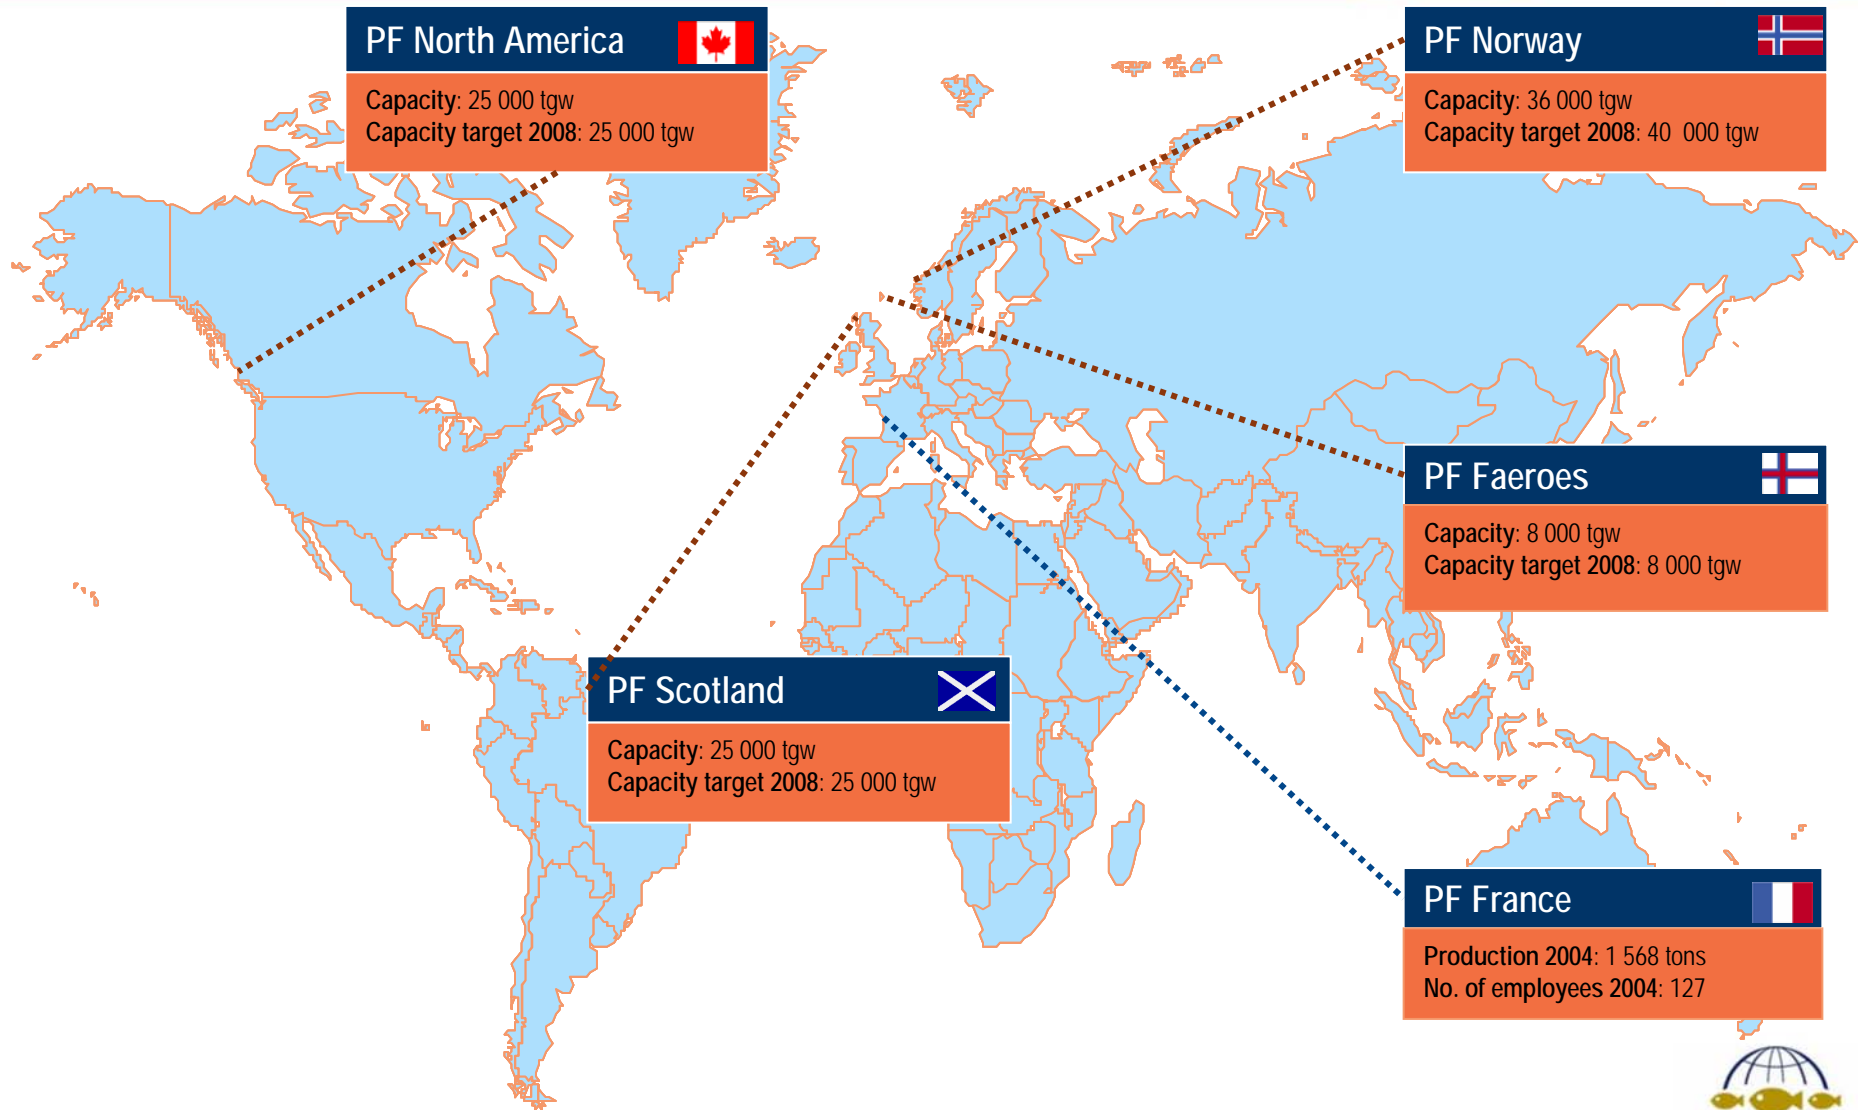 PF North America
Capacity: 25 000 tgw
Capacity target 2008: 25 000 tgw
PF Norway
Capacity: 36 000 tgw
Capacity target 2008: 40 000 tgw
PF Faeroes
Capacity: 8 000 tgw
Capacity target 2008: 8 000 tgw
PF Scotland
Capacity: 25 000 tgw
Capacity target 2008: 25 000 tgw
PF France
Production 2004: 1 568 tons
No. of employees 2004: 127